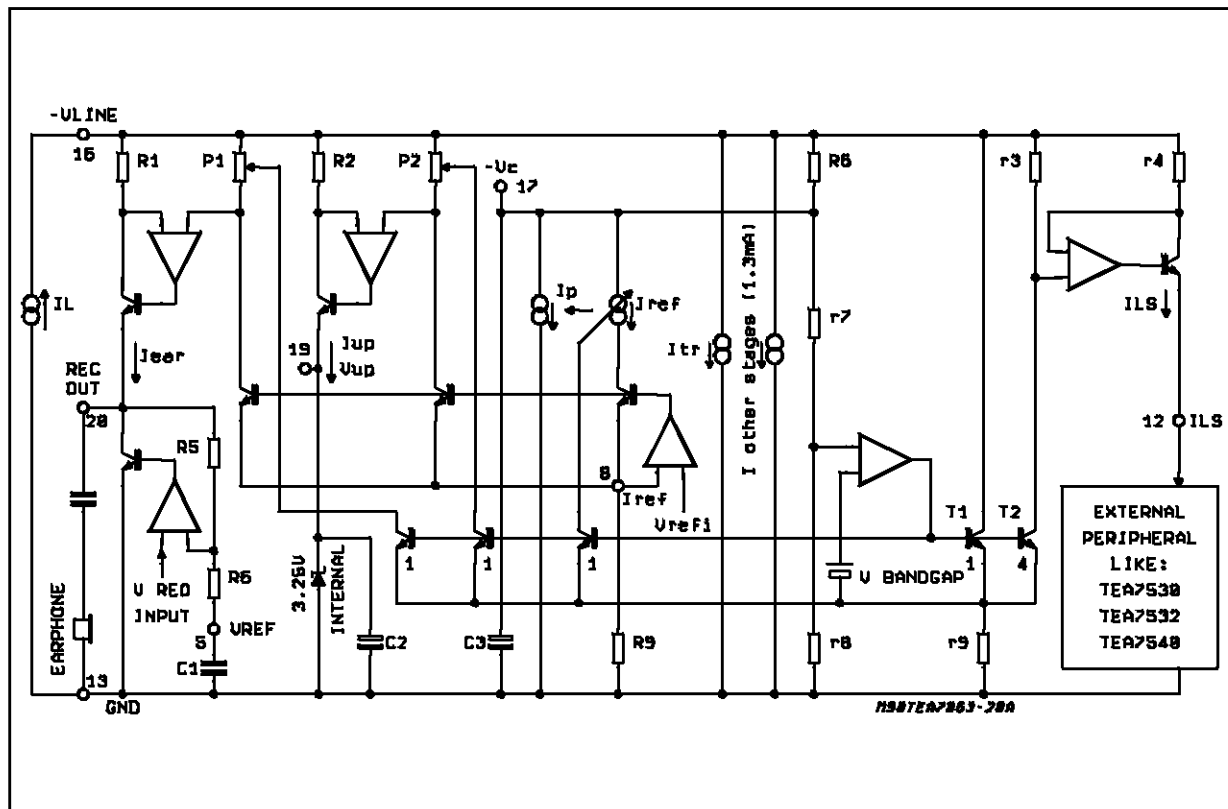 -VLINE
16
R1
P1
R2
P2
-Vc
17
R6
r3
r4
IL
Iear
19
Iup
Vup
Ip
Iref
r7
Itr
I other stages (1.3mA)
ILS
REC
OUT
20
R5
8
Iref
Vrefi
12
ILS
T1
T2
1
1
1
1
4
V BANDGAP
EXTERNAL
PERIPHERAL
LIKE:
TEA7530
TEA7532
TEA7540
V REC
INPUT
R6
5
VREF
3.25V
INTERNAL
C2
C3
R9
r8
r9
EARPHONE
13
C1
GND
M90TEA7063-20A